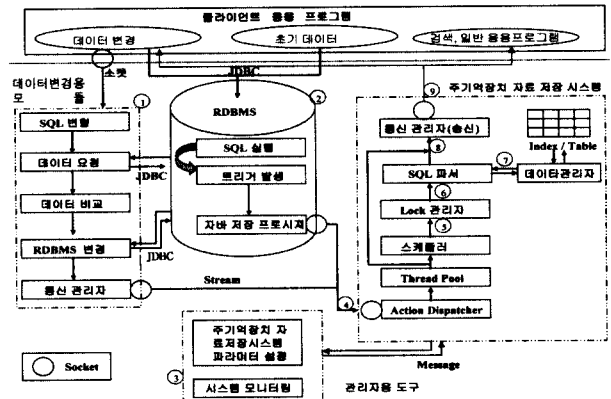 클라이언트 응용 프로그램
데이터 변경
초기 데이터
검색, 일반 응용프로그램
소켓
JDBC
데이터변경용
모 듈
①
SQL 변형
데이터 요청
JDBC
데이터 비교
RDBMS 변경
JDBC
통신 관리자
②
RDBMS
SQL 실행
트리거 발생
자바 저장 프로시져
Stream
⑨
주기억장치 자료 저장 시스템
통신 관리자(송신)
⑧
Index / Table
SQL 파서
⑦
데이타관리자
⑥
Lock 관리자
⑤
스케쥴러
Thread Pool
④
Action Dispatcher
Message
③
주기억장치 자
료저장시스템
파라미터 설정
시스템 모니터링
관리자용 도구
Socket